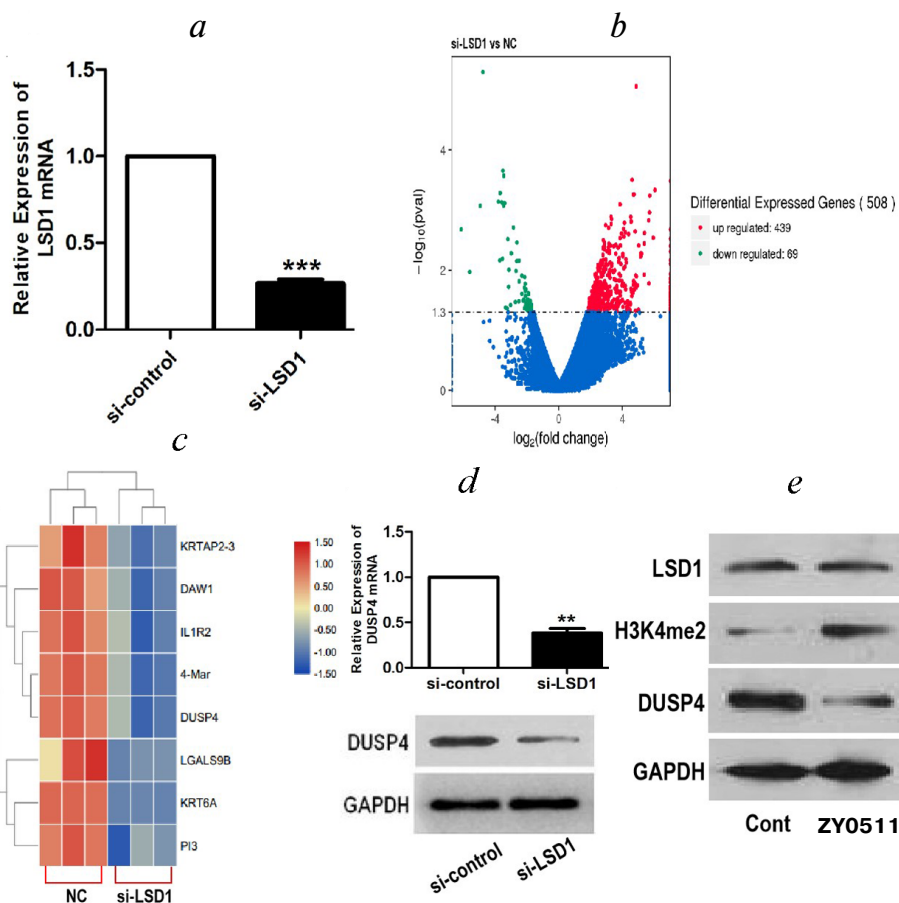 a
Relative Expression of
LSD1 mRNA
1.5
1.0
0.5
0.0
***
si-control
si-LSD1
b
si-LSD1 vs NC
−log10(pval)
4
2
1.3
0
-4
0
4
log2(fold change)
Differential Expressed Genes ( 508 )
up regulated: 439
down regulated: 69
c
KRTAP2-3
DAW1
IL1R2
4-Mar
DUSP4
LGALS9B
KRT6A
PI3
NC
si-LSD1
1.50
1.00
0.00
-1.00
-1.50
d
Relative Expression of
DUSP4 mRNA
1.5
1.0
0.5
0.0
**
si-control
si-LSD1
DUSP4
GAPDH
si-control
si-LSD1
e
LSD1
H3K4me2
DUSP4
GAPDH
Cont
ZY0511